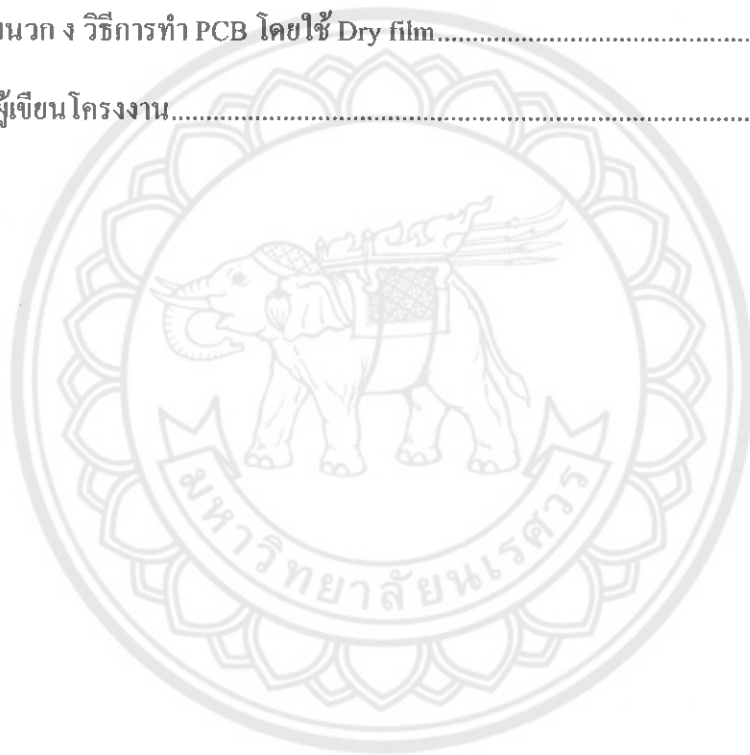 นวก ง วิธีการทำ PCB โดยใช้ Dry film................................................
ผู้เขียนโครงงาน................................................................................................
มหาวิทยาลัยนเรศวร